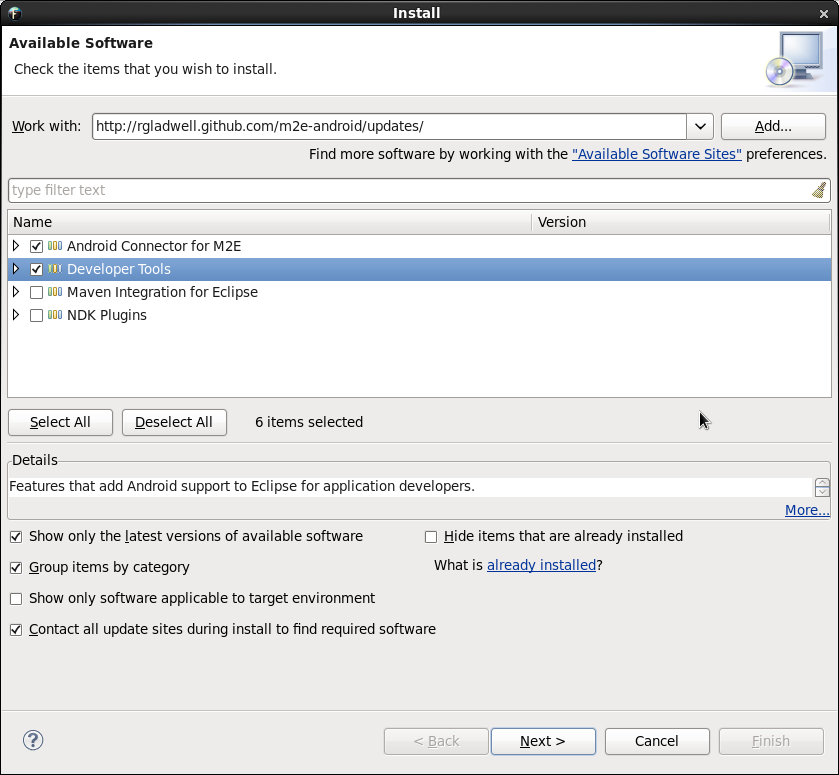 Install
Available Software
Check the items that you wish to install.
Work with: http://rgladwell.github.com/m2e-android/updates/ Add...
Find more software by working with the "Available Software Sites" preferences.
type filter text
Name Version
Android Connector for M2E
Developer Tools
Maven Integration for Eclipse
NDK Plugins
Select All Deselect All 6 items selected
Details
Features that add Android support to Eclipse for application developers.
More...
Show only the latest versions of available software Hide items that are already installed
Group items by category What is already installed?
Show only software applicable to target environment
Contact all update sites during install to find required software
? < Back Next > Cancel Finish